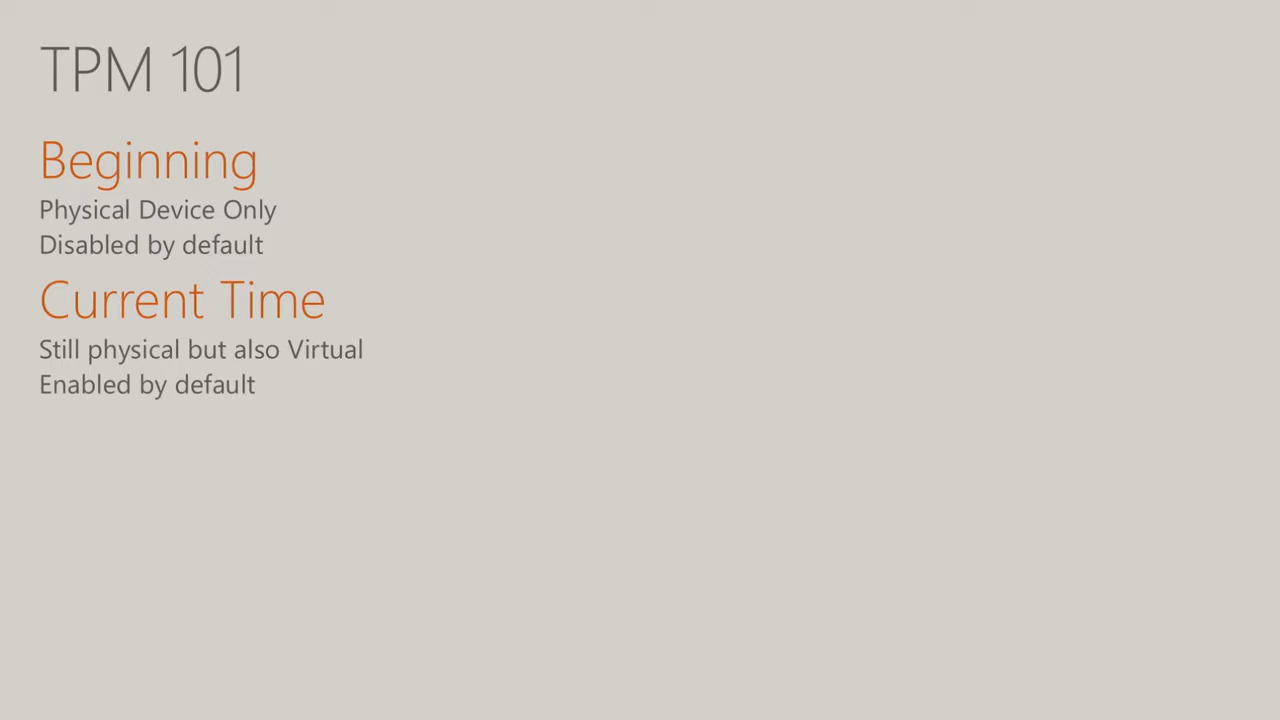 TPM 101
Beginning
Physical Device Only
Disabled by default
Current Time
Still physical but also Virtual
Enabled by default